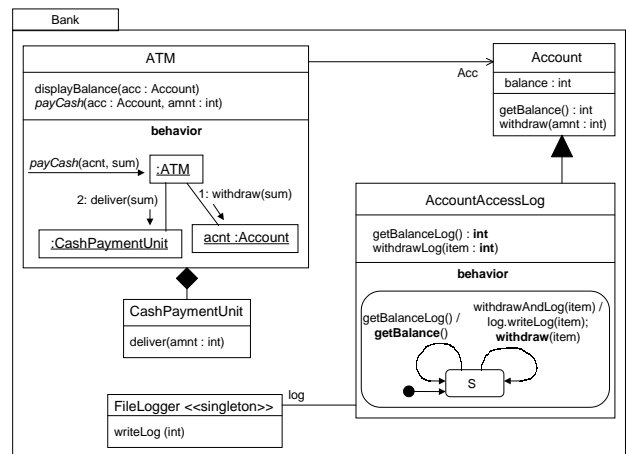 Bank
ATM
displayBalance(acc : Account)
payCash(acc : Account, amnt : int)
behavior
payCash(acnt, sum)
:ATM
2: deliver(sum)
1: withdraw(sum)
:CashPaymentUnit
acnt :Account
Acc
Account
balance : int
getBalance() : int
withdraw(amnt : int)
AccountAccessLog
getBalanceLog() : int
withdrawLog(item : int)
behavior
getBalanceLog() /
getBalance()
withdrawAndLog(item) /
log.writeLog(item);
withdraw(item)
S
CashPaymentUnit
deliver(amnt : int)
log
FileLogger <<singleton>>
writeLog (int)